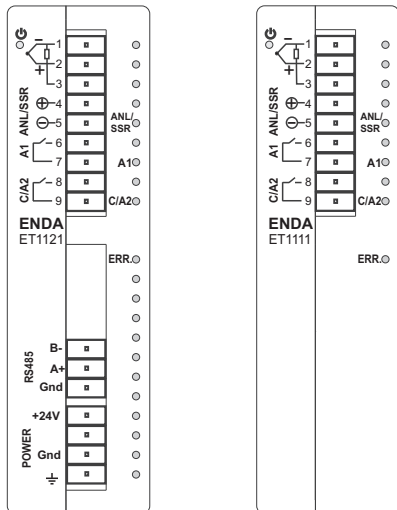 1
2
3
4
5
6
7
8
9
ANL/SSR
A1
C/A2
ANL/
SSR
A1
C/A2
ENDA
ET1121
ERR.
RS485
B-
A+
Gnd
POWER
+24V
Gnd
1
2
3
4
5
6
7
8
9
ANL/SSR
A1
C/A2
ANL/
SSR
A1
C/A2
ENDA
ET1111
ERR.